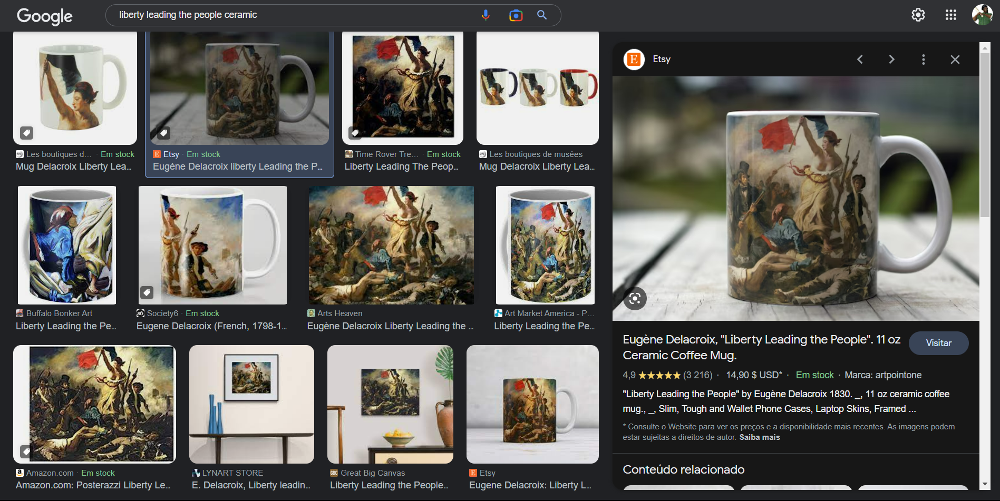 Google
liberty leading the people ceramic
Les boutiques d... · Em stock
Mug Delacroix Liberty Lea...
Etsy · Em stock
Eugène Delacroix liberty Leading the P...
Time Rover Tre... · Em stock
Liberty Leading The Peop...
Les boutiques de musées
Mug Delacroix Liberty Lea...
Buffalo Bonker Art
Liberty Leading the Pe...
Society6 · Em stock
Eugene Delacroix (French, 1798-1...
Arts Heaven
Eugène Delacroix Liberty Leading the ...
Art Market America - P...
Liberty Leading the Pe...
Amazon.com · Em stock
Amazon.com: Posterazzi Liberty Le...
LYNART STORE
E. Delacroix, Liberty leadin...
GBC
Great Big Canvas
Liberty Leading the People...
Etsy
Eugene Delacroix: Liberty L...
E
Etsy
Eugène Delacroix, "Liberty Leading the People". 11 oz
Ceramic Coffee Mug.
Visitar
4,9 ★★★★★ (3 216) · 14,90 $ USD* · Em stock · Marca: artpointone
"Liberty Leading the People" by Eugène Delacroix 1830. _, 11 oz ceramic coffee
mug., _, Slim, Tough and Wallet Phone Cases, Laptop Skins, Framed ...
* Consulte o Website para ver os preços e a disponibilidade mais recentes. As imagens podem
estar sujeitas a direitos de autor. Saiba mais
Conteúdo relacionado